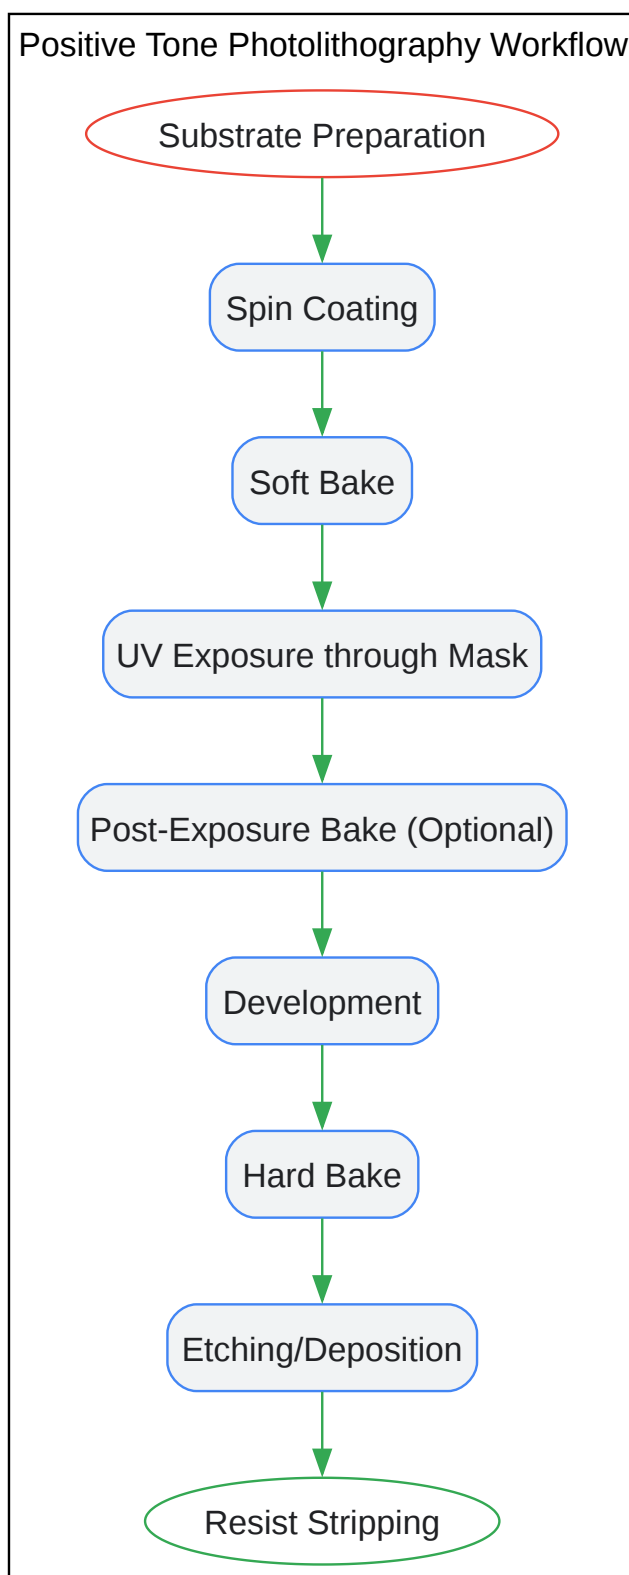 Positive Tone Photolithography Workflow
Substrate Preparation
Spin Coating
Soft Bake
UV Exposure through Mask
Post-Exposure Bake (Optional)
Development
Hard Bake
Etching/Deposition
Resist Stripping